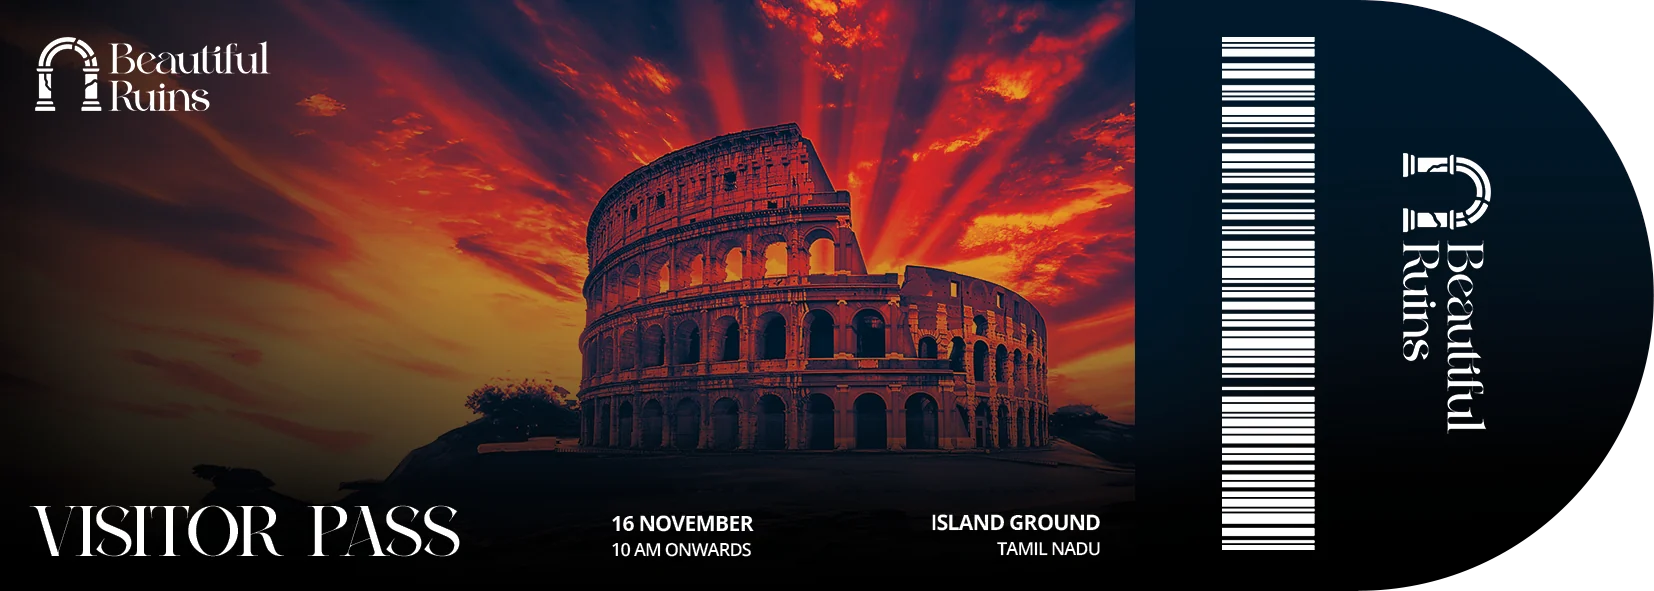 Beautiful
Ruins
VISITOR PASS
16 NOVEMBER
10 AM ONWARDS
ISLAND GROUND
TAMIL NADU
Beautiful
Ruins